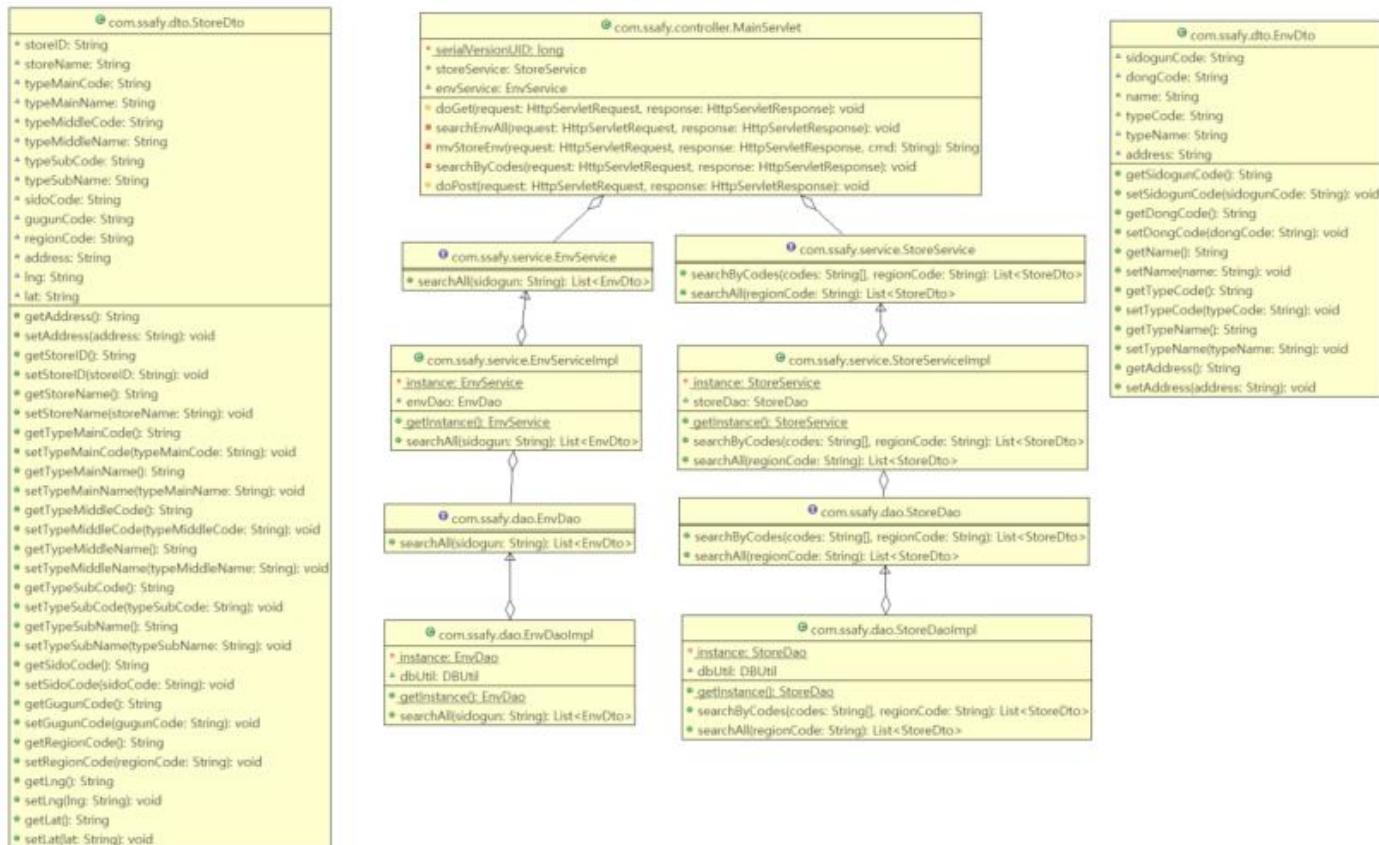 com.ssafy.dto.StoreDto
storeID: String
storeName: String
typeMainCode: String
typeMainName: String
typeMiddleCode: String
typeMiddleName: String
typeSubCode: String
typeSubName: String
sidoCode: String
gugunCode: String
regionCode: String
address: String
lng: String
lat: String
getAddress(): String
setAddress(address: String): void
getStoreID(): String
setStoreID(storeID: String): void
getStoreName(): String
setStoreName(storeName: String): void
getTypeMainCode(): String
setTypeMainCode(typeMainCode: String): void
getTypeMainName(): String
setTypeMainName(typeMainName: String): void
getTypeMiddleCode(): String
setTypeMiddleCode(typeMiddleCode: String): void
getTypeMiddleName(): String
setTypeMiddleName(typeMiddleName: String): void
getTypeSubCode(): String
setTypeSubCode(typeSubCode: String): void
getTypeSubName(): String
setTypeSubName(typeSubName: String): void
getSidoCode(): String
setSidoCode(sidoCode: String): void
getGugunCode(): String
setGugunCode(gugunCode: String): void
getRegionCode(): String
setRegionCode(regionCode: String): void
getLng(): String
setLng(lng: String): void
getLat(): String
setLat(lat: String): void
com.ssafy.controller.MainServlet
serialVersionUID: long
storeService: StoreService
envService: EnvService
doGet(request: HttpServletRequest, response: HttpServletResponse): void
searchEnvAll(request: HttpServletRequest, response: HttpServletResponse): void
mvStoreEnv(request: HttpServletRequest, response: HttpServletResponse, cmd: String): String
searchByCodes(request: HttpServletRequest, response: HttpServletResponse): void
doPost(request: HttpServletRequest, response: HttpServletResponse): void
com.ssafy.service.EnvService
searchAll(sidogun: String): List<EnvDto>
com.ssafy.service.StoreService
searchByCodes(codes: String[], regionCode: String): List<StoreDto>
searchAll(regionCode: String): List<StoreDto>
com.ssafy.service.EnvServiceImpl
instance: EnvService
envDao: EnvDao
getInstance(): EnvService
searchAll(sidogun: String): List<EnvDto>
com.ssafy.service.StoreServiceImpl
instance: StoreService
storeDao: StoreDao
getInstance(): StoreService
searchByCodes(codes: String[], regionCode: String): List<StoreDto>
searchAll(regionCode: String): List<StoreDto>
com.ssafy.dao.EnvDao
searchAll(sidogun: String): List<EnvDto>
com.ssafy.dao.StoreDao
searchByCodes(codes: String[], regionCode: String): List<StoreDto>
searchAll(regionCode: String): List<StoreDto>
com.ssafy.dao.EnvDaoImpl
instance: EnvDao
dbUtil: DBUtil
getInstance(): EnvDao
searchAll(sidogun: String): List<EnvDto>
com.ssafy.dao.StoreDaoImpl
instance: StoreDao
dbUtil: DBUtil
getInstance(): StoreDao
searchByCodes(codes: String[], regionCode: String): List<StoreDto>
searchAll(regionCode: String): List<StoreDto>
com.ssafy.dto.EnvDto
sidogunCode: String
dongCode: String
name: String
typeCode: String
typeName: String
address: String
getSidogunCode(): String
setSidogunCode(sidogunCode: String): void
getDongCode(): String
setDongCode(dongCode: String): void
getName(): String
setName(name: String): void
getTypeCode(): String
setTypeCode(typeCode: String): void
getTypeName(): String
setTypeName(typeName: String): void
getAddress(): String
setAddress(address: String): void